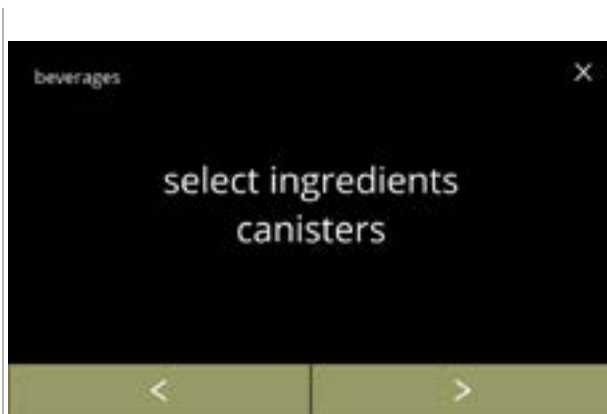 beverages
×
select ingredients
canisters
< >